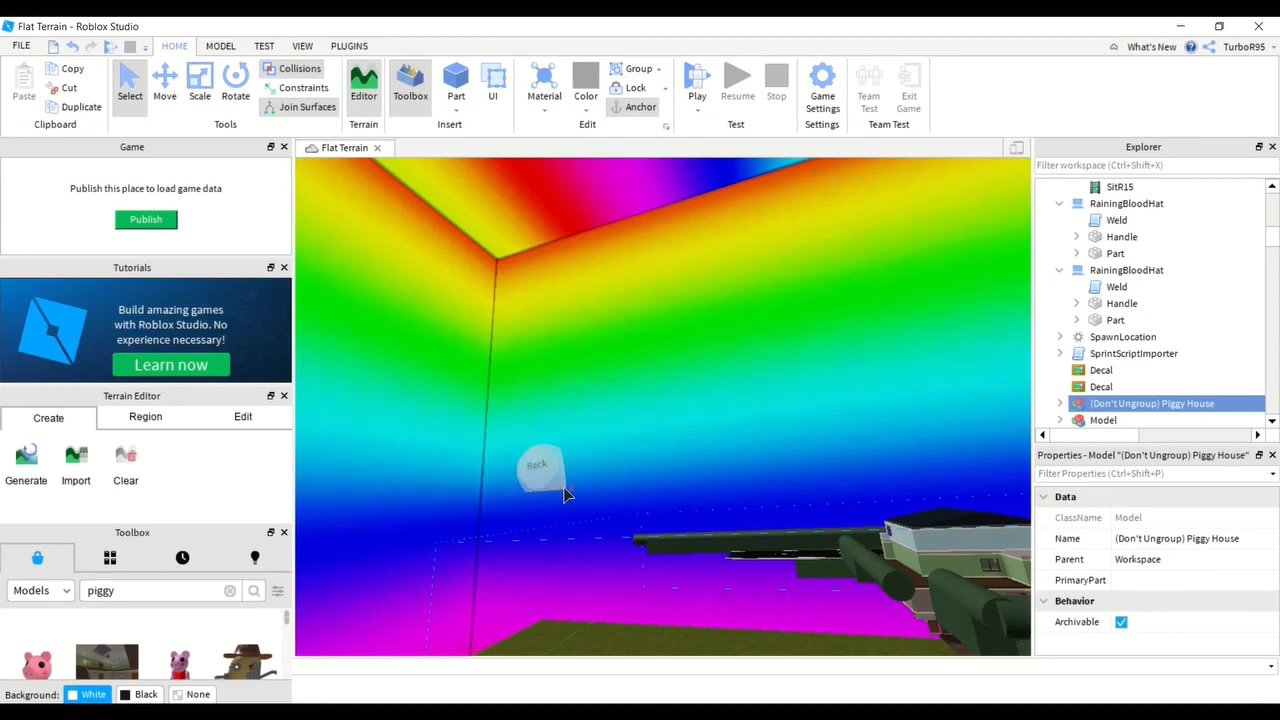 Flat Terrain - Roblox Studio
FILE HOME MODEL TEST VIEW PLUGINS What's New TurboR95
Paste Copy Cut Duplicate Select Move Scale Rotate Collisions Constraints Join Surfaces Editor Toolbox Part UI Material Color Group Lock Anchor Play Resume Stop Game Settings Team Test Exit Game
Clipboard Tools Terrain Insert Edit Test Settings Team Test
Game
Publish this place to load game data
Publish
Tutorials
Build amazing games
with Roblox Studio. No
experience necessary!
Learn now
Terrain Editor
Create Region Edit
Generate Import Clear
Toolbox
Models piggy
Background: White Black None
Flat Terrain
Back
Explorer
Filter workspace (Ctrl+Shift+X)
SitR15
RainingBloodHat
Weld
Handle
Part
RainingBloodHat
Weld
Handle
Part
SpawnLocation
SprintScriptImporter
Decal
Decal
(Don't Ungroup) Piggy House
Model
Properties - Model "(Don't Ungroup) Piggy House"
Filter Properties (Ctrl+Shift+P)
Data
ClassName Model
Name (Don't Ungroup) Piggy House
Parent Workspace
PrimaryPart
Behavior
Archivable